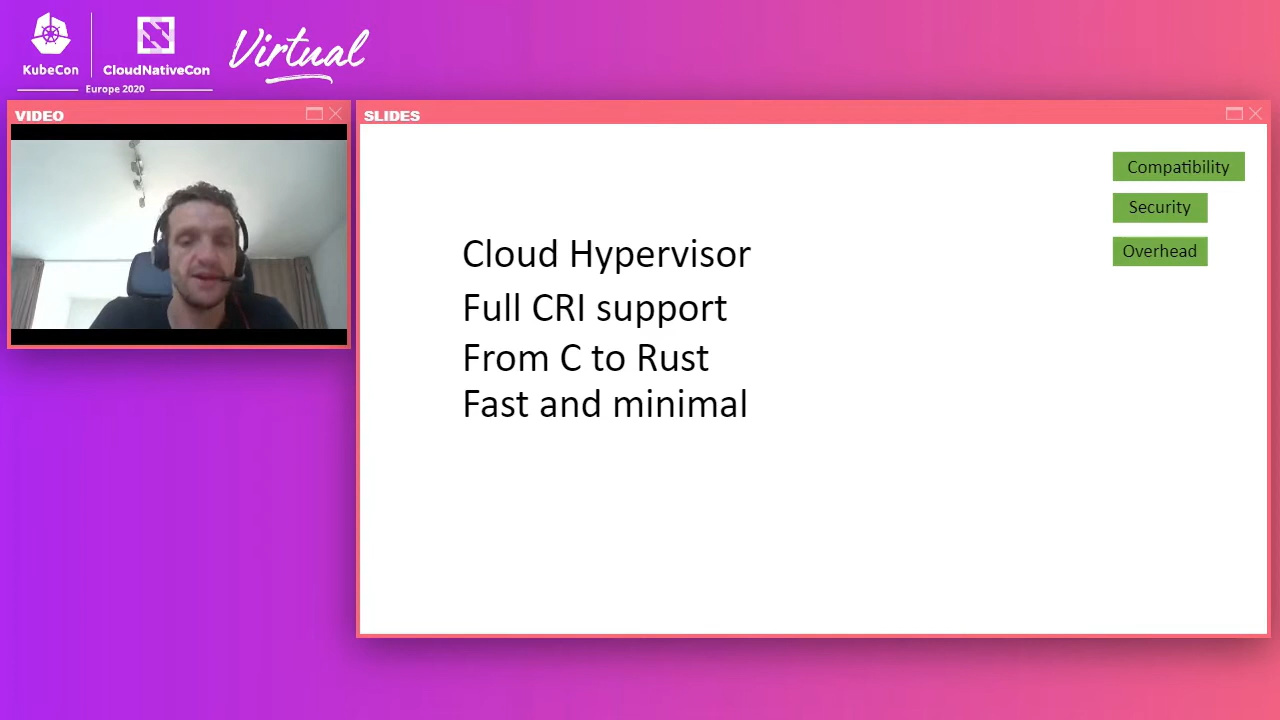 KubeCon
CloudNativeCon
Europe 2020
Virtual
VIDEO
SLIDES
Compatibility
Security
Overhead
Cloud Hypervisor
Full CRI support
From C to Rust
Fast and minimal